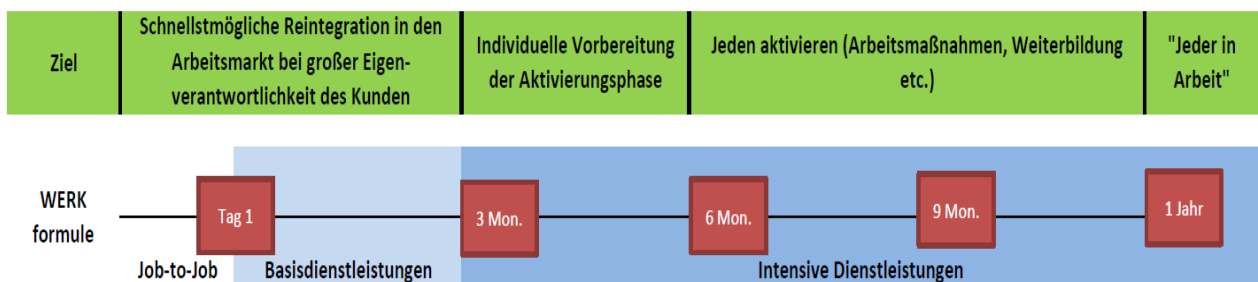 Ziel
Schnellstmögliche Reintegration in den
Arbeitsmarkt bei großer Eigen-
verantwortlichkeit des Kunden
Individuelle Vorbereitung
der Aktivierungsphase
Jeden aktivieren (Arbeitsmaßnahmen, Weiterbildung
etc.)
"Jeder in
Arbeit"
WERK
formule
Tag 1
3 Mon.
6 Mon.
9 Mon.
1 Jahr
Job-to-Job
Basisdienstleistungen
Intensive Dienstleistungen